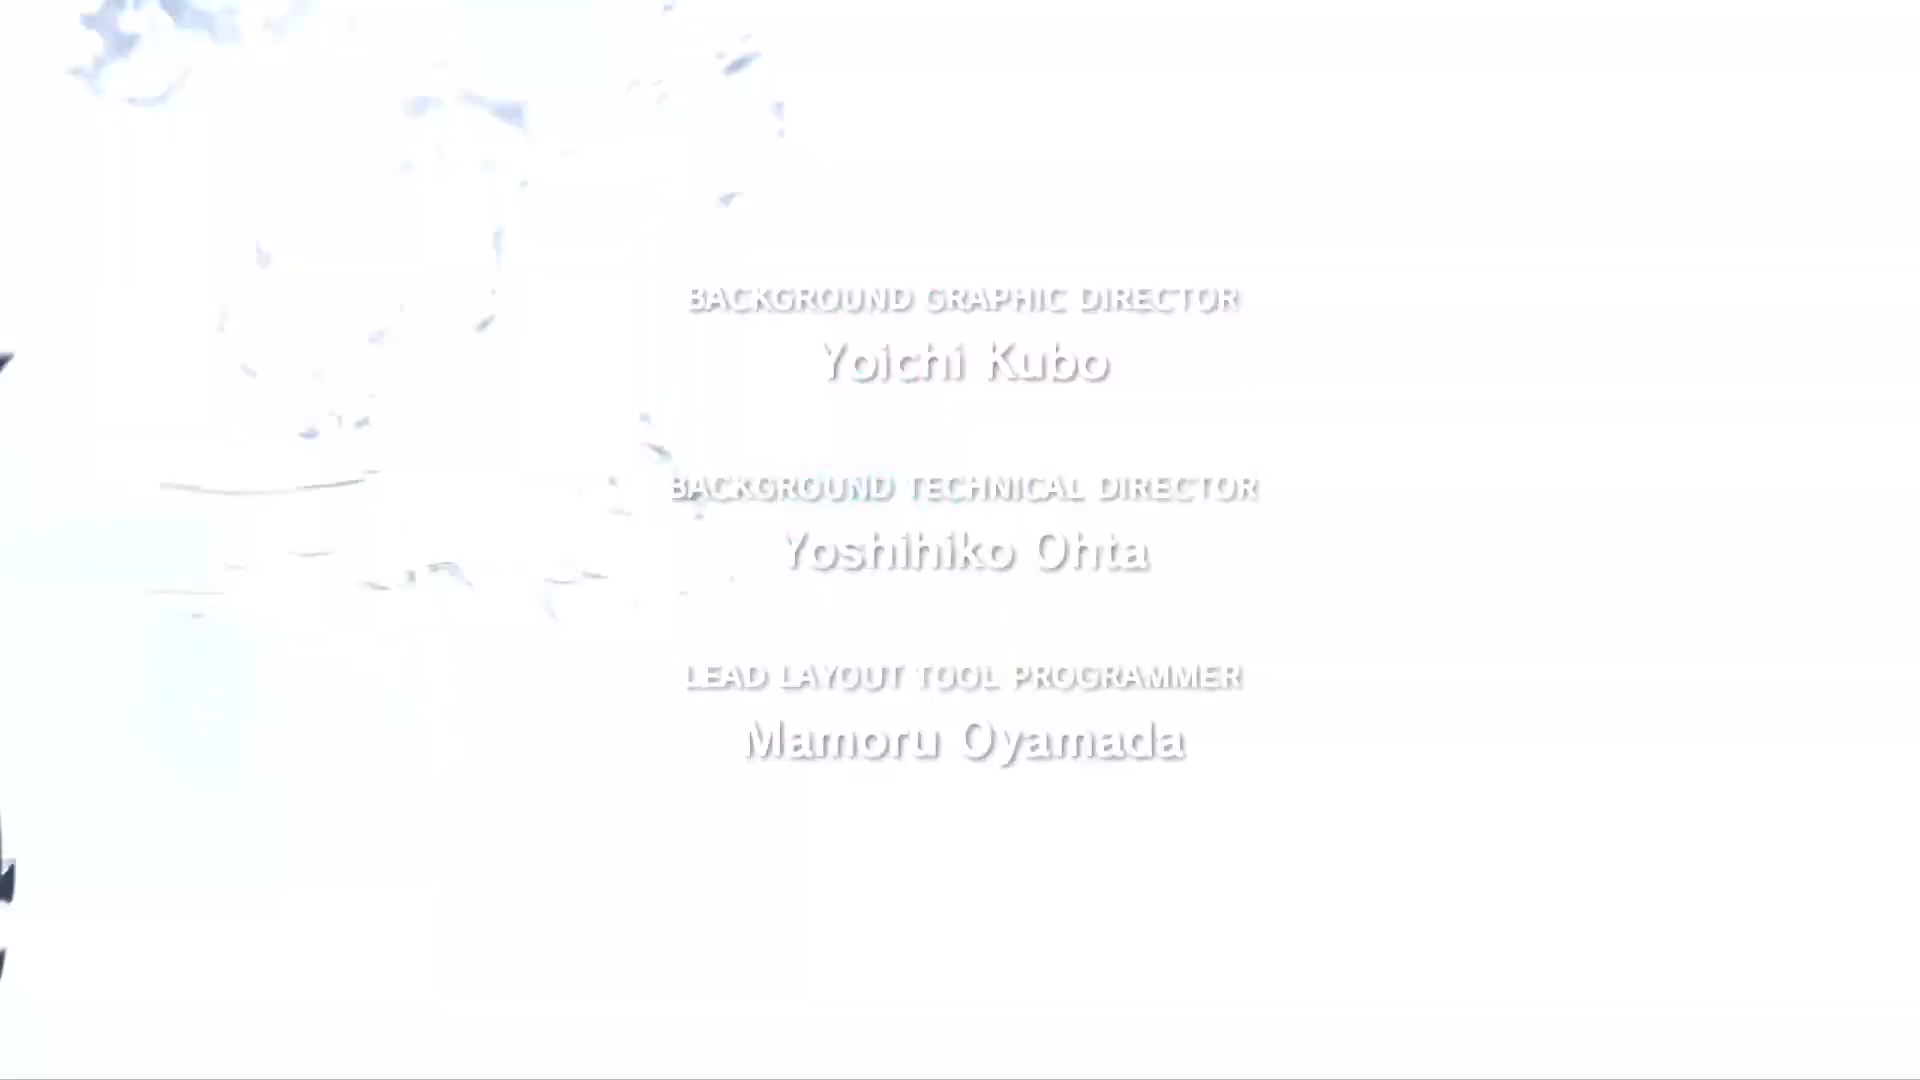 BACKGROUND GRAPHIC DIRECTOR
Yoichi Kubo
BACKGROUND TECHNICAL DIRECTOR
Yoshihiko Ohta
LEAD LAYOUT TOOL PROGRAMMER
Mamoru Oyamada